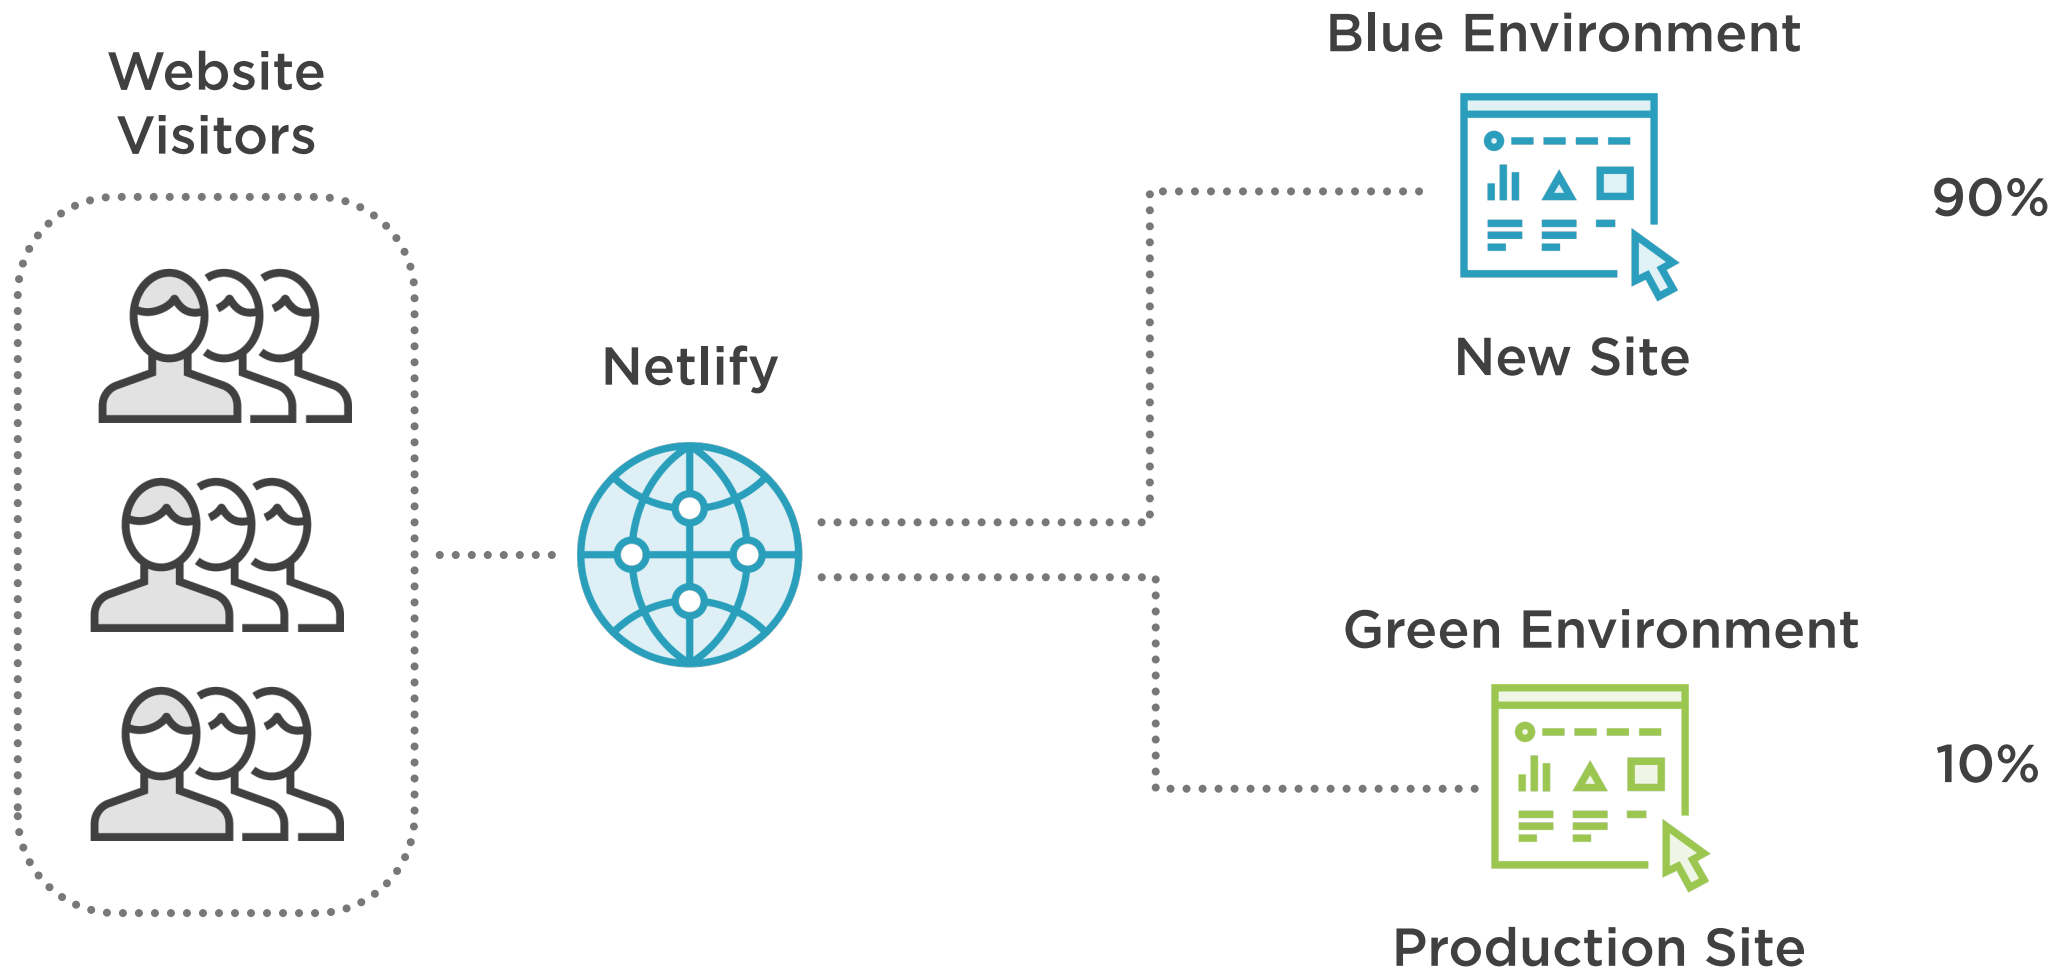 Website
Visitors
Netlify
Blue Environment
New Site
90%
Green Environment
Production Site
10%